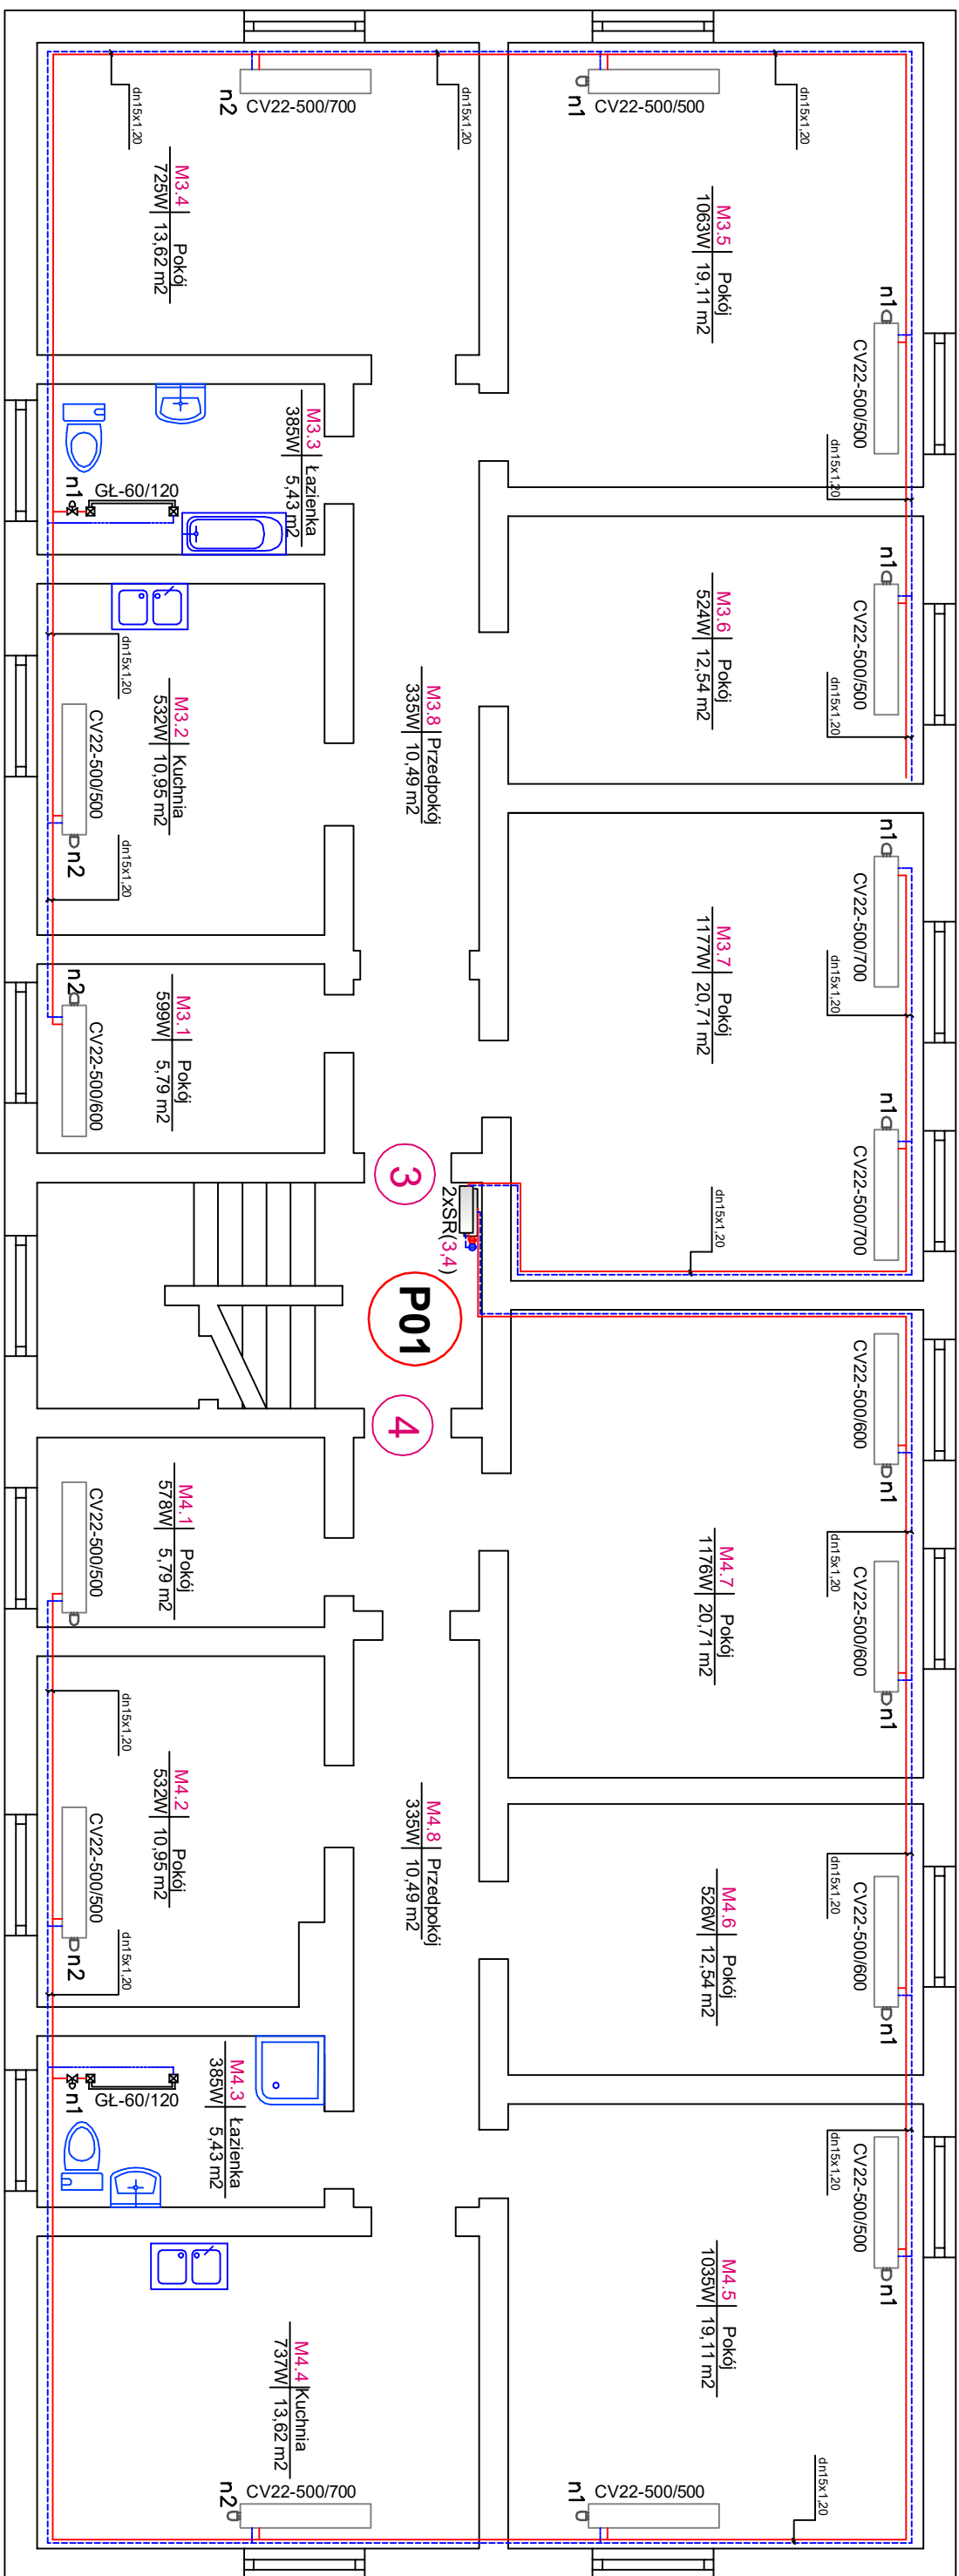 dn15x1,20
CV22-500/700
n2
dn15x1,20
CV22-500/500
n1
dn15x1,20
M3.4
Pokój
725W 13,62 m2
M3.5
Pokój
1063W 19,11 m2
n1
CV22-500/500
dn15x1,20
M3.3
Łazienka
385W 5,43 m2
GŁ-60/120
n1
n1
CV22-500/500
dn15x1,20
M3.6
Pokój
524W 12,54 m2
dn15x1,20
M3.2
Kuchnia
532W 10,95 m2
CV22-500/500
n2
dn15x1,20
M3.8
Przedpokój
335W 10,49 m2
n1
CV22-500/700
dn15x1,20
M3.7
Pokój
1177W 20,71 m2
n2
CV22-500/600
M3.1
Pokój
599W 5,79 m2
n1
CV22-500/700
dn15x1,20
3
2xSR(3,4)
P01
4
CV22-500/600
n1
dn15x1,20
CV22-500/600
n1
M4.7
Pokój
1176W 20,71 m2
M4.1
Pokój
578W 5,79 m2
CV22-500/500
dn15x1,20
M4.2
Pokój
532W 10,95 m2
CV22-500/500
n2
dn15x1,20
M4.8
Przedpokój
335W 10,49 m2
dn15x1,20
CV22-500/600
n1
M4.6
Pokój
526W 12,54 m2
M4.3
Łazienka
385W 5,43 m2
GŁ-60/120
n1
dn15x1,20
CV22-500/500
n1
M4.5
Pokój
1035W 19,11 m2
M4.4
Kuchnia
737W 13,62 m2
CV22-500/700
n2
CV22-500/500
n1
dn15x1,20